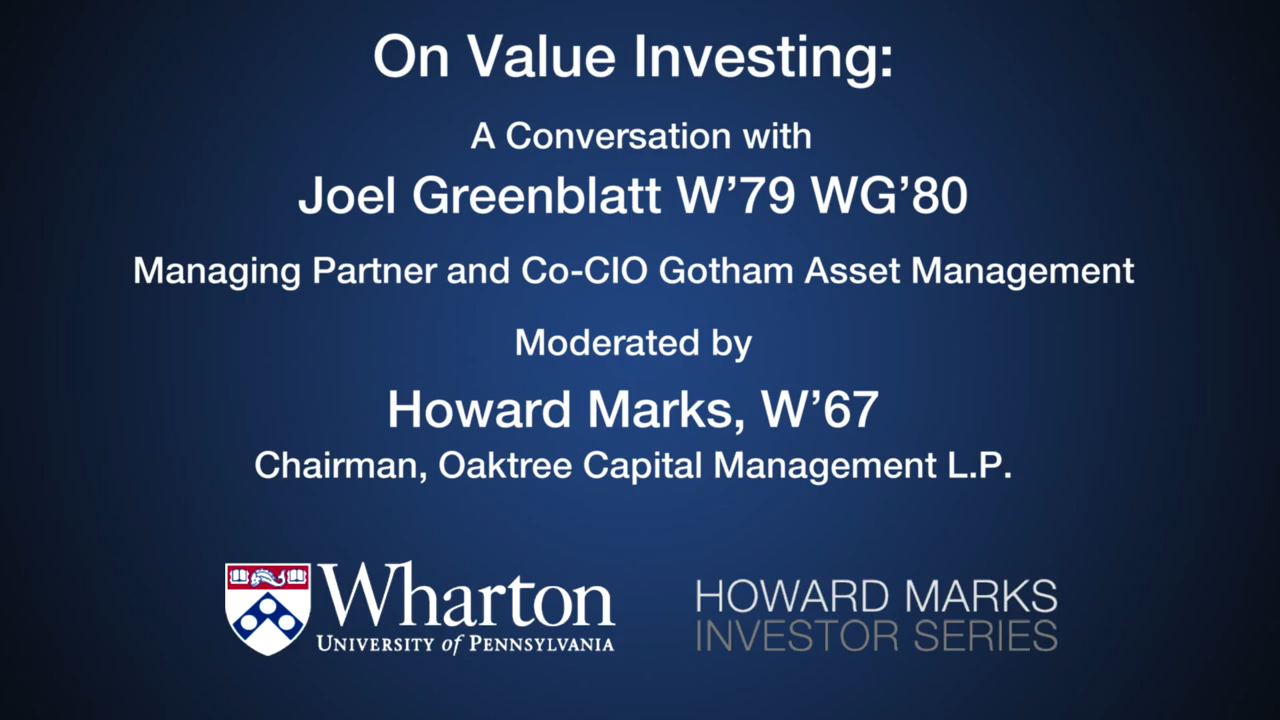 On Value Investing:
A Conversation with
Joel Greenblatt W’79 WG’80
Managing Partner and Co-CIO Gotham Asset Management
Moderated by
Howard Marks, W’67
Chairman, Oaktree Capital Management L.P.
Wharton
UNIVERSITY of PENNSYLVANIA
HOWARD MARKS
INVESTOR SERIES